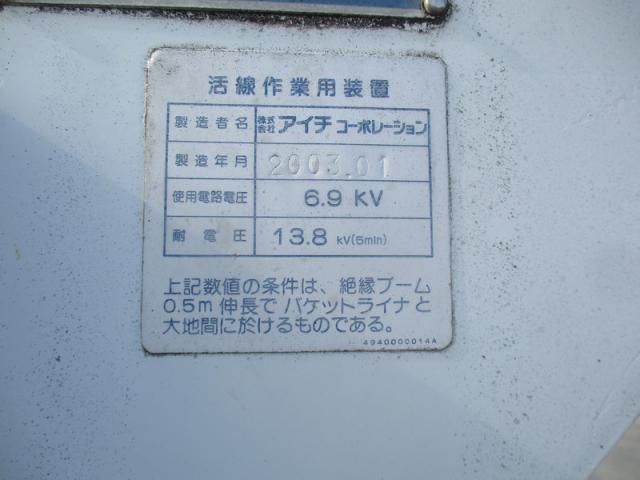 活線作業用装置
製造者名 株式会社アイチコーポレーション
製造年月 2003.01
使用電路電圧 6.9 KV
耐電圧 13.8 kV(5min)
上記数値の条件は、絶縁ブーム
0.5m伸長でバケットライナと
大地間に於けるものである。
4940000014A